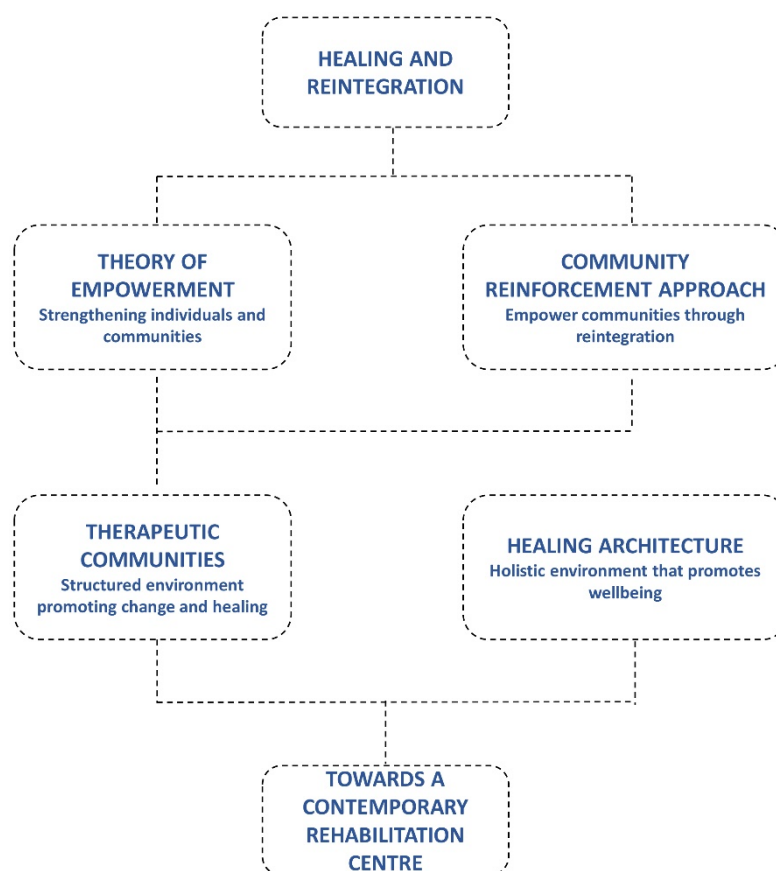 HEALING AND
REINTEGRATION
THEORY OF
EMPOWERMENT
Strengthening individuals and
communities
COMMUNITY
REINFORCEMENT APPROACH
Empower communities through
reintegration
THERAPEUTIC
COMMUNITIES
Structured environment
promoting change and healing
HEALING ARCHITECTURE
Holistic environment that promotes
wellbeing
TOWARDS A
CONTEMPORARY
REHABILITATION
CENTRE